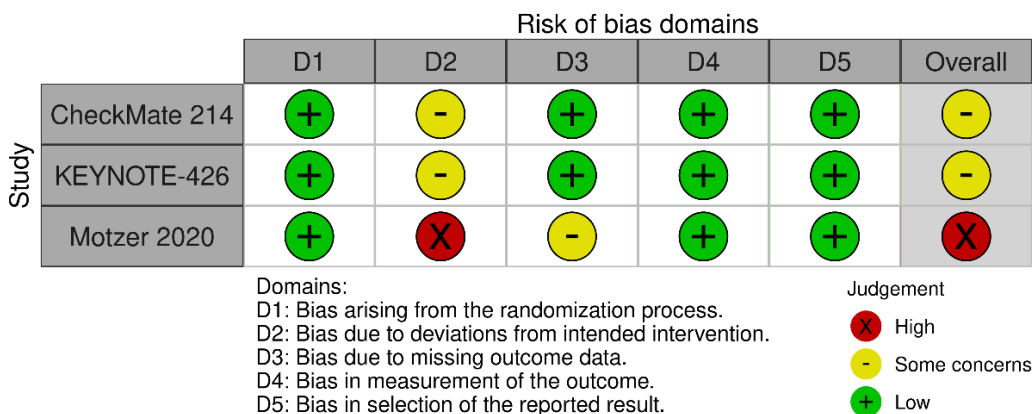 Risk of bias domains
D1 D2 D3 D4 D5 Overall
Study
CheckMate 214 + - + + + -
KEYNOTE-426 + - + + + -
Motzer 2020 + X - + + X
Domains:
D1: Bias arising from the randomization process.
D2: Bias due to deviations from intended intervention.
D3: Bias due to missing outcome data.
D4: Bias in measurement of the outcome.
D5: Bias in selection of the reported result.
Judgement
X High
- Some concerns
+ Low